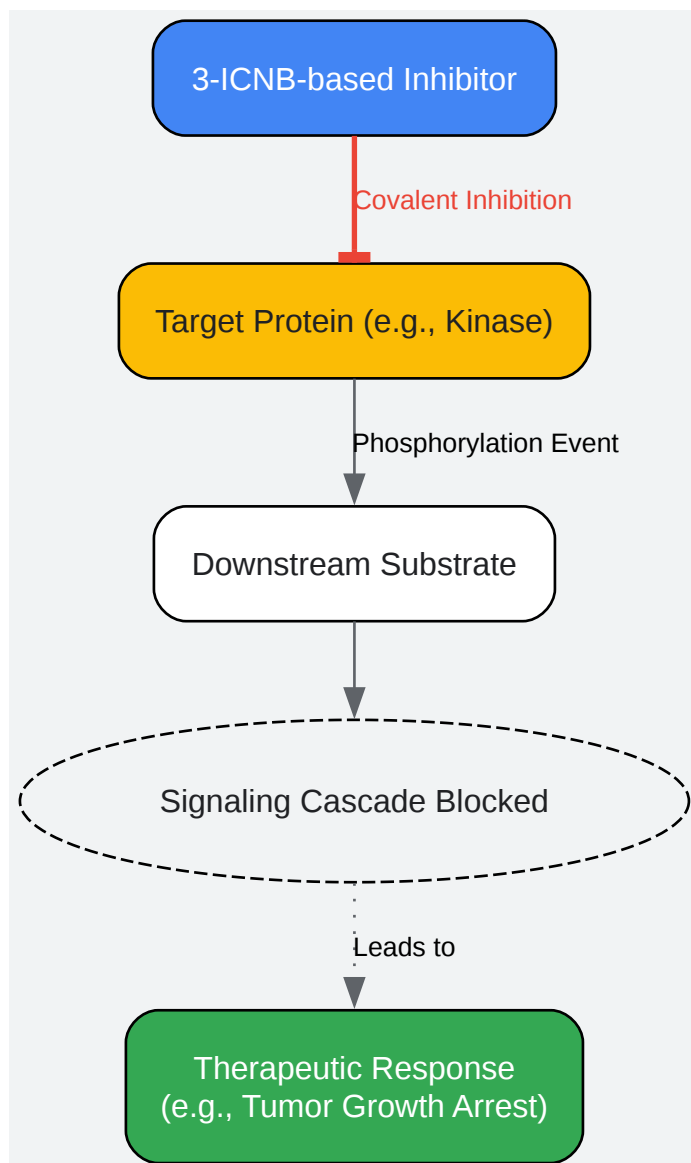 3-ICNB-based Inhibitor
Covalent Inhibition
Target Protein (e.g., Kinase)
Phosphorylation Event
Downstream Substrate
Signaling Cascade Blocked
Leads to
Therapeutic Response
(e.g., Tumor Growth Arrest)